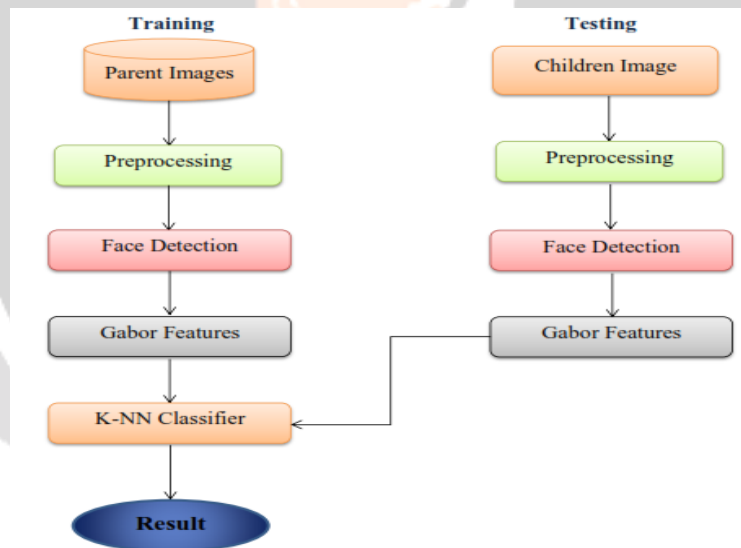 Training
Parent Images
Preprocessing
Face Detection
Gabor Features
K-NN Classifier
Result
Testing
Children Image
Preprocessing
Face Detection
Gabor Features